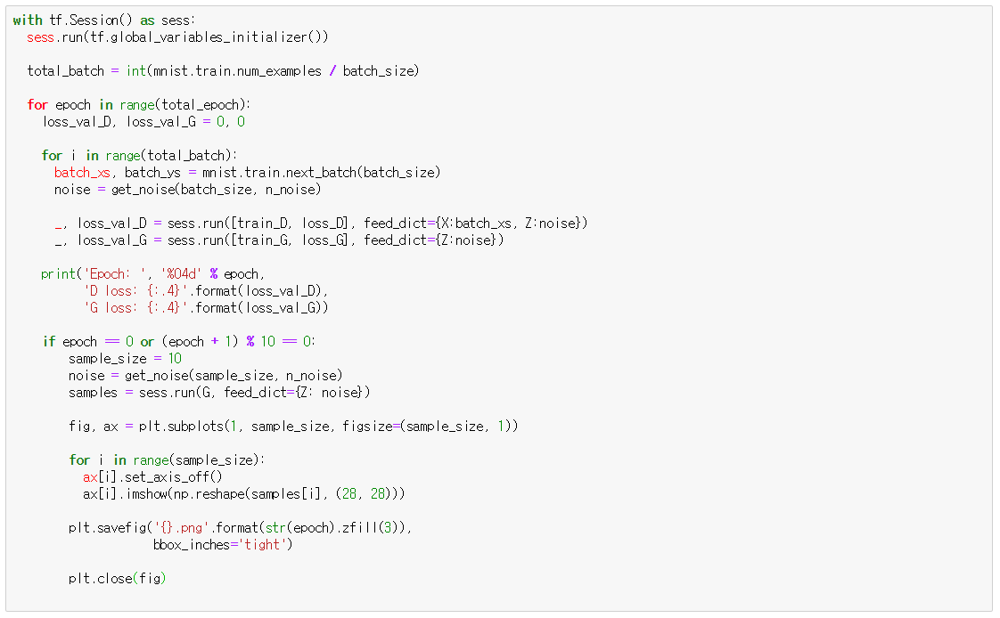 with tf.Session() as sess:
  sess.run(tf.global_variables_initializer())

  total_batch = int(mnist.train.num_examples / batch_size)

  for epoch in range(total_epoch):
    loss_val_D, loss_val_G = 0, 0

    for i in range(total_batch):
      batch_xs, batch_ys = mnist.train.next_batch(batch_size)
      noise = get_noise(batch_size, n_noise)

      _, loss_val_D = sess.run([train_D, loss_D], feed_dict={X:batch_xs, Z:noise})
      _, loss_val_G = sess.run([train_G, loss_G], feed_dict={Z:noise})

    print('Epoch: ', '%04d' % epoch,
          'D loss: {:.4}'.format(loss_val_D),
          'G loss: {:.4}'.format(loss_val_G))

    if epoch == 0 or (epoch + 1) % 10 == 0:
        sample_size = 10
        noise = get_noise(sample_size, n_noise)
        samples = sess.run(G, feed_dict={Z: noise})

        fig, ax = plt.subplots(1, sample_size, figsize=(sample_size, 1))

        for i in range(sample_size):
          ax[i].set_axis_off()
          ax[i].imshow(np.reshape(samples[i], (28, 28)))

        plt.savefig('{}.png'.format(str(epoch).zfill(3)),
                    bbox_inches='tight')

        plt.close(fig)